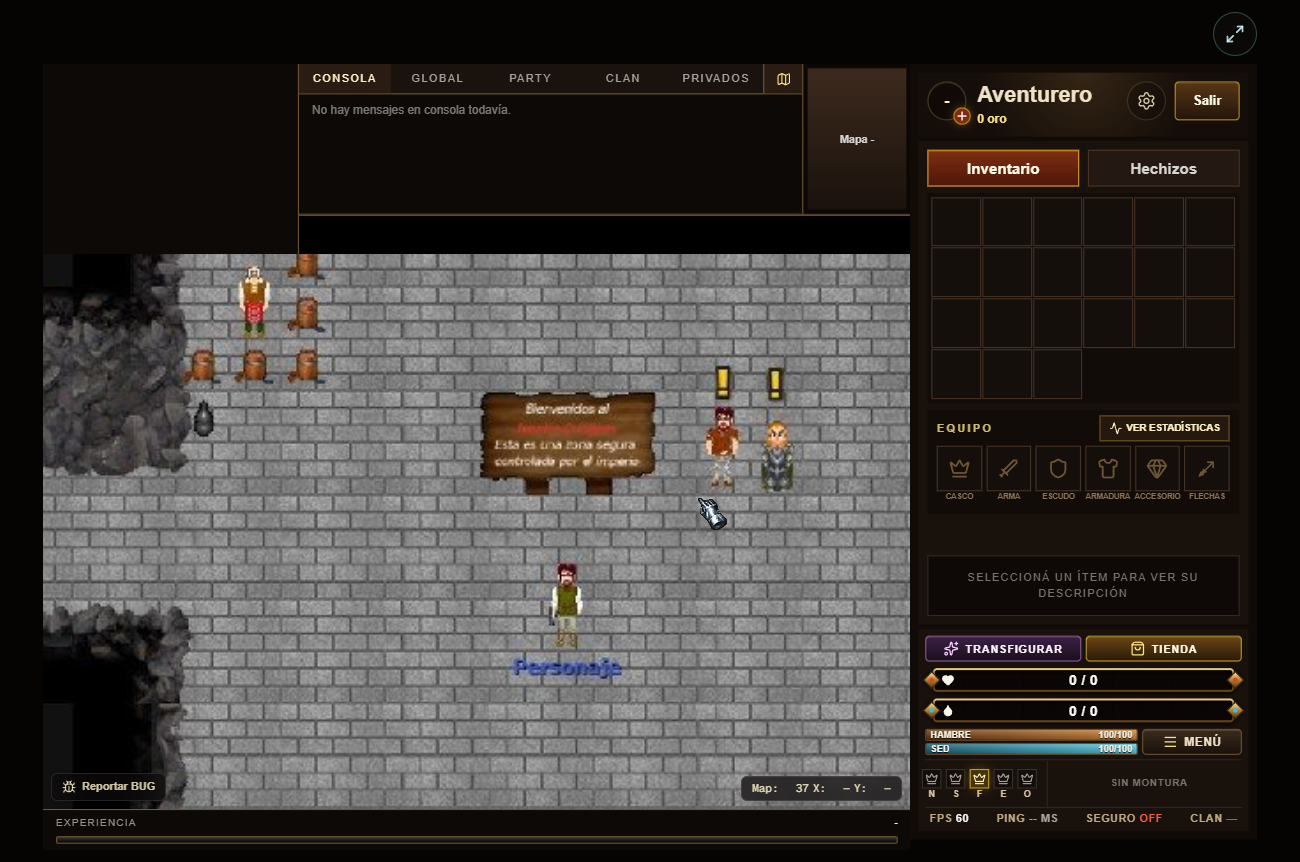 CONSOLA GLOBAL PARTY CLAN PRIVADOS
No hay mensajes en consola todavía.
Mapa -
-
Aventurero
0 oro
Salir
Inventario Hechizos
EQUIPO
VER ESTADÍSTICAS
CASCO ARMA ESCUDO ARMADURA ACCESORIO FLECHAS
SELECCIONÁ UN ÍTEM PARA VER SU
DESCRIPCIÓN
TRANSFIGURAR TIENDA
0 / 0
0 / 0
HAMBRE 100/100
SED 100/100
MENÚ
N S F E O
SIN MONTURA
FPS 60 PING -- MS SEGURO OFF CLAN —
Bienvenidos al
Esta es una zona segura
controlada por el imperio
Personaje
Reportar BUG
Map: 37 X: – Y: –
EXPERIENCIA -